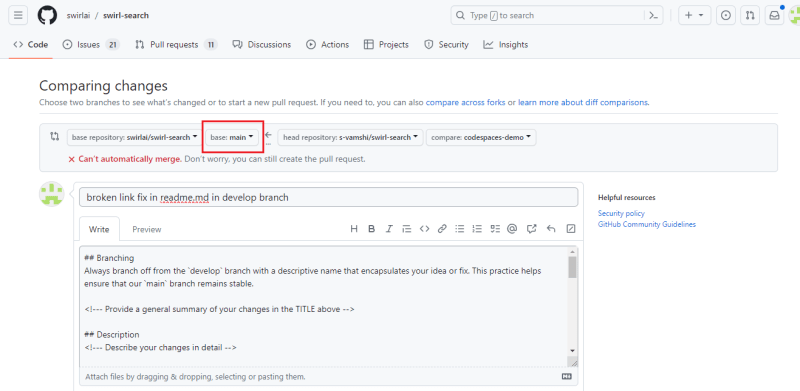 swirlai / swirl-search
Type / to search
Code
Issues 21
Pull requests 11
Discussions
Actions
Projects
Security
Insights
Comparing changes
Choose two branches to see what's changed or to start a new pull request. If you need to, you can also compare across forks or learn more about diff comparisons.
base repository: swirlai/swirl-search
base: main
...
head repository: s-vamshi/swirl-search
compare: codespaces-demo
Can't automatically merge. Don't worry, you can still create the pull request.
broken link fix in readme.md in develop branch
Write
Preview
## Branching
Always branch off from the `develop` branch with a descriptive name that encapsulates your idea or fix. This practice helps
ensure that our `main` branch remains stable.
<!--- Provide a general summary of your changes in the TITLE above -->
## Description
<!--- Describe your changes in detail -->
Attach files by dragging & dropping, selecting or pasting them.
Helpful resources
Security policy
GitHub Community Guidelines